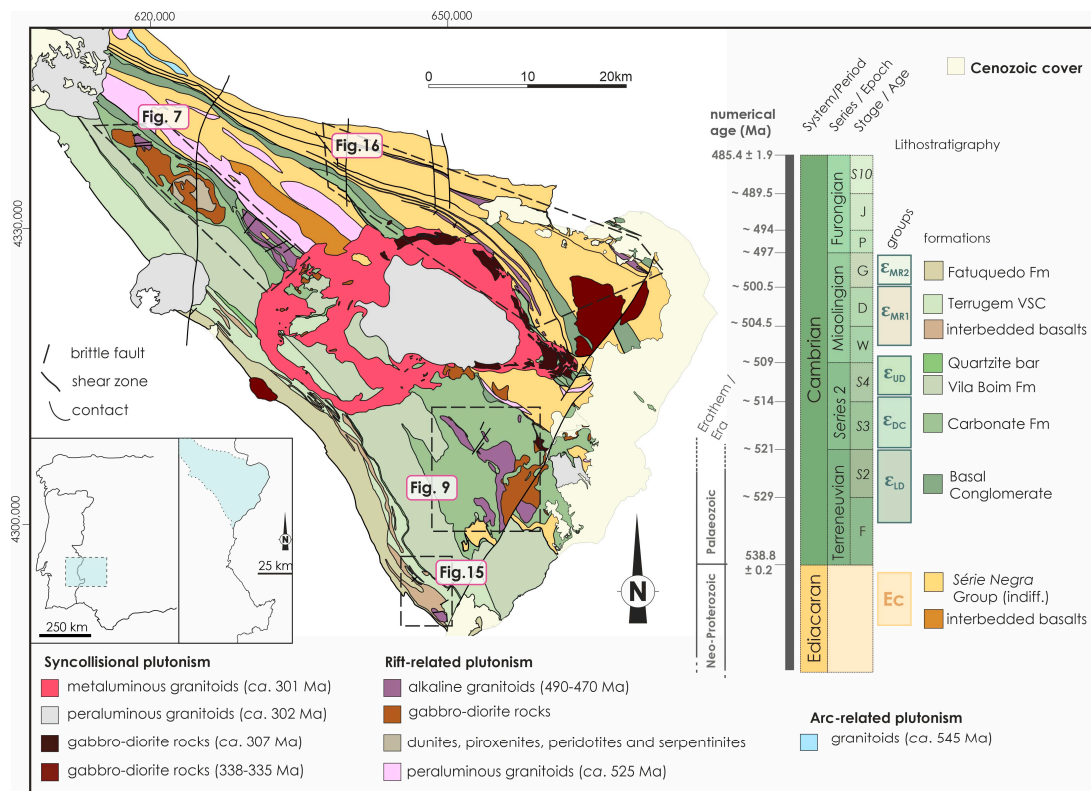 620,000
650,000
4330,000
4300,000
0
10
20km
Fig. 7
Fig.16
Fig. 9
Fig.15
brittle fault
shear zone
contact
250 km
25 km
N
N
Syncollisional plutonism
metaluminous granitoids (ca. 301 Ma)
peraluminous granitoids (ca. 302 Ma)
gabbro-diorite rocks (ca. 307 Ma)
gabbro-diorite rocks (338-335 Ma)
Rift-related plutonism
alkaline granitoids (490-470 Ma)
gabbro-diorite rocks
dunites, piroxenites, peridotites and serpentinites
peraluminous granitoids (ca. 525 Ma)
Arc-related plutonism
granitoids (ca. 545 Ma)
Cenozoic cover
numerical
age (Ma)
System/Period
Series / Epoch
Stage / Age
Lithostratigraphy
groups
formations
485.4 ± 1.9
~ 489.5
~ 494
~ 497
~ 500.5
~ 504.5
~ 509
~ 514
~ 521
~ 529
538.8
± 0.2
Erathem /
Era
Palaeozoic
Neo-Proterozoic
Cambrian
Ediacaran
Furongian
Maolingian
Series 2
Terreneuvian
S10
J
P
G
D
W
S4
S3
S2
F
ЄMR2
ЄMR1
ЄUD
ЄDC
ЄLD
Ec
Fatuquedo Fm
Terrugem VSC
interbedded basalts
Quartzite bar
Vila Boim Fm
Carbonate Fm
Basal
Conglomerate
Série Negra
Group (indiff.)
interbedded basalts